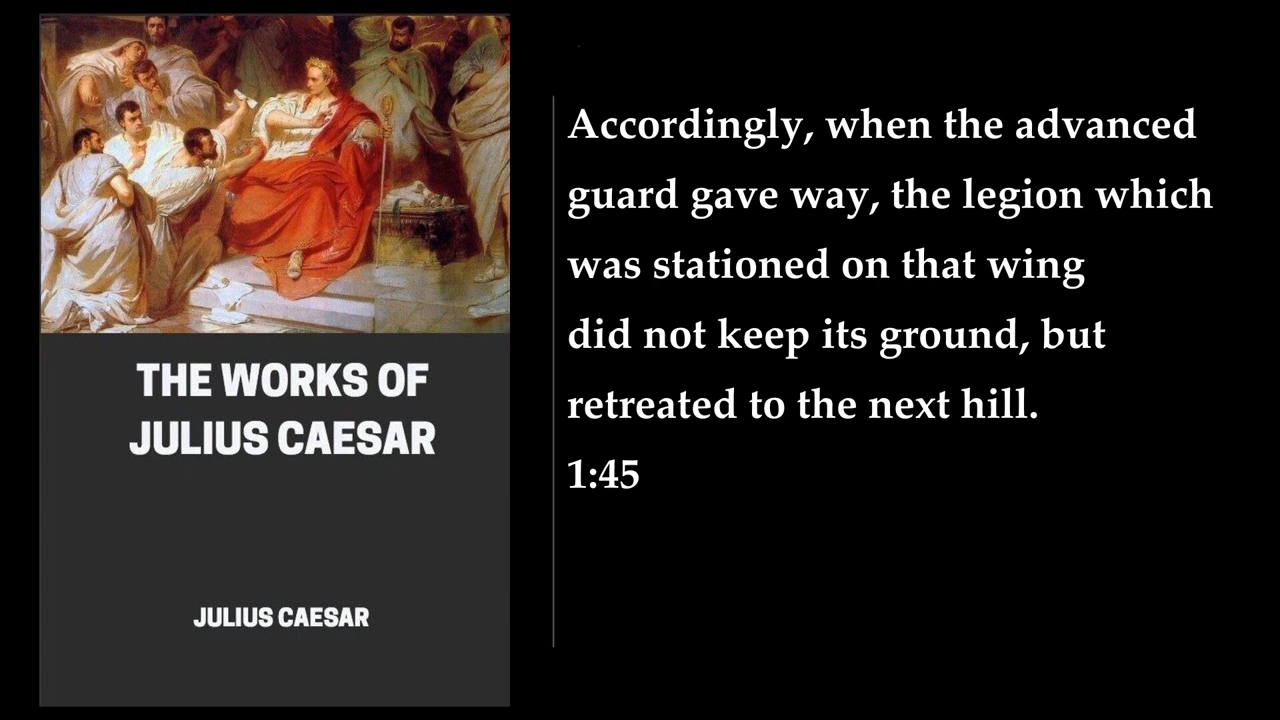 THE WORKS OF
JULIUS CAESAR
JULIUS CAESAR
Accordingly, when the advanced
guard gave way, the legion which
was stationed on that wing
did not keep its ground, but
retreated to the next hill.
1:45